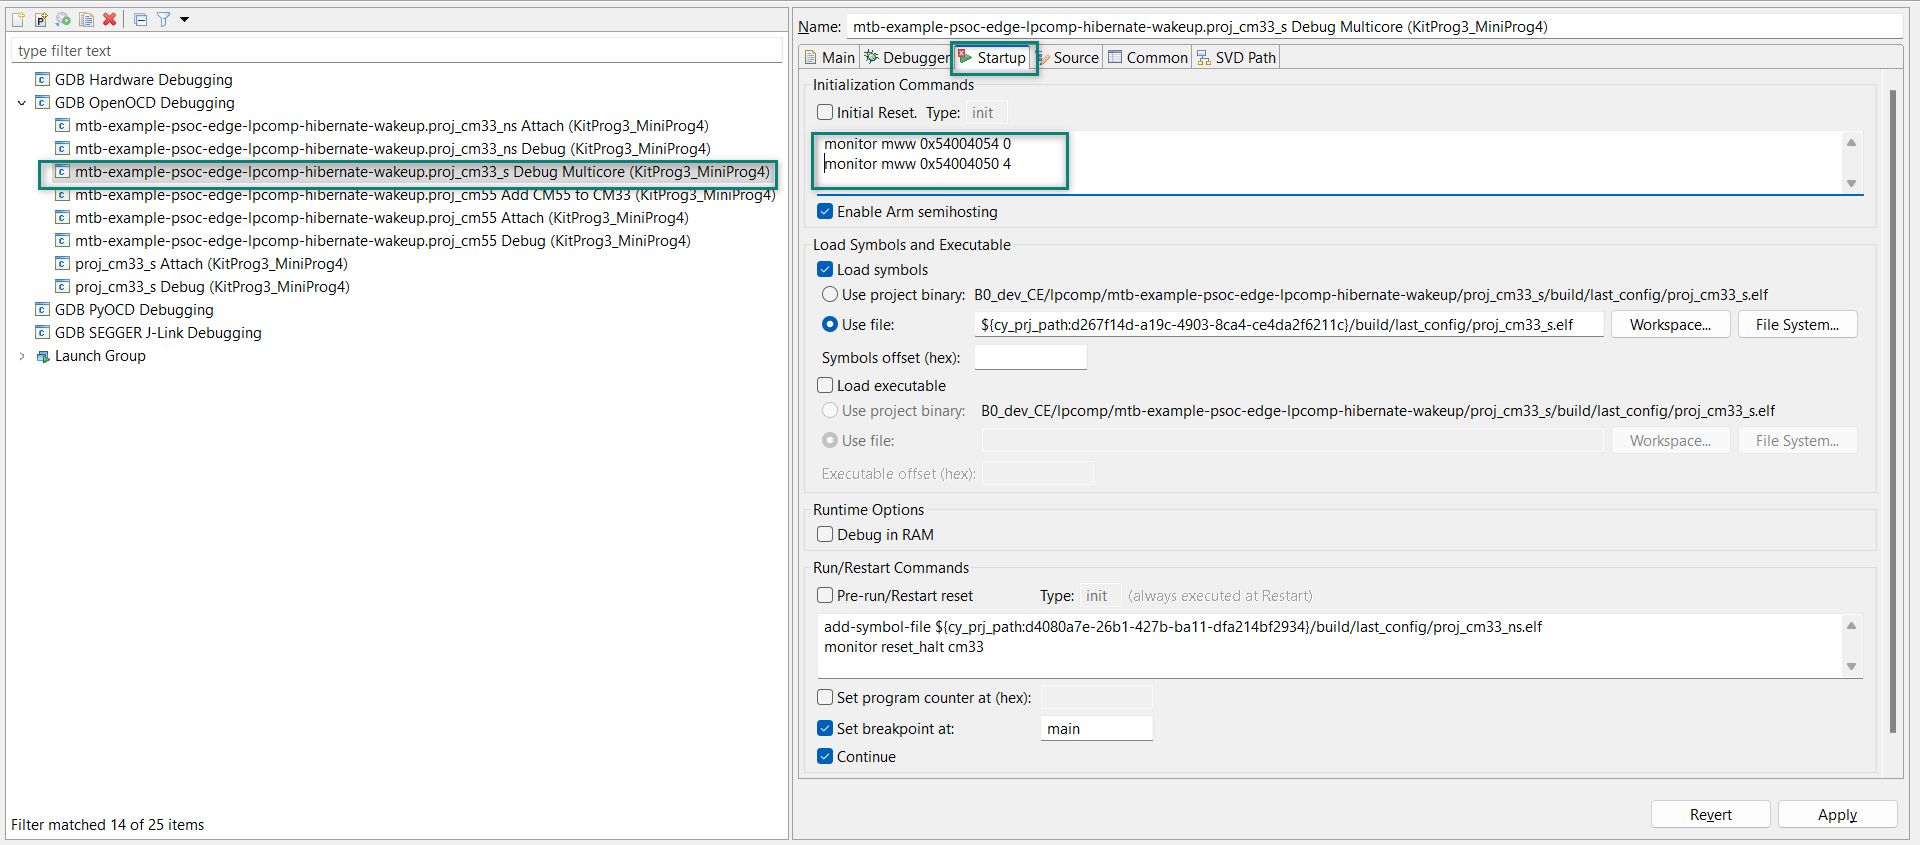 type filter text
GDB Hardware Debugging
GDB OpenOCD Debugging
mtb-example-psoc-edge-lpcomp-hibernate-wakeup.proj_cm33_ns Attach (KitProg3_MiniProg4)
mtb-example-psoc-edge-lpcomp-hibernate-wakeup.proj_cm33_ns Debug (KitProg3_MiniProg4)
mtb-example-psoc-edge-lpcomp-hibernate-wakeup.proj_cm33_s Debug Multicore (KitProg3_MiniProg4)
mtb-example-psoc-edge-lpcomp-hibernate-wakeup.proj_cm55 Add CM55 to CM33 (KitProg3_MiniProg4)
mtb-example-psoc-edge-lpcomp-hibernate-wakeup.proj_cm55 Attach (KitProg3_MiniProg4)
mtb-example-psoc-edge-lpcomp-hibernate-wakeup.proj_cm55 Debug (KitProg3_MiniProg4)
proj_cm33_s Attach (KitProg3_MiniProg4)
proj_cm33_s Debug (KitProg3_MiniProg4)
GDB PyOCD Debugging
GDB SEGGER J-Link Debugging
Launch Group
Filter matched 14 of 25 items
Name: mtb-example-psoc-edge-lpcomp-hibernate-wakeup.proj_cm33_s Debug Multicore (KitProg3_MiniProg4)
Main Debugger Startup Source Common SVD Path
Initialization Commands
Initial Reset. Type: init
monitor mww 0x54004054 0
monitor mww 0x54004050 4
Enable Arm semihosting
Load Symbols and Executable
Load symbols
Use project binary: B0_dev_CE/lpcomp/mtb-example-psoc-edge-lpcomp-hibernate-wakeup/proj_cm33_s/build/last_config/proj_cm33_s.elf
Use file: ${cy_prj_path:d267f14d-a19c-4903-8ca4-ce4da2f6211c}/build/last_config/proj_cm33_s.elf Workspace... File System...
Symbols offset (hex):
Load executable
Use project binary: B0_dev_CE/lpcomp/mtb-example-psoc-edge-lpcomp-hibernate-wakeup/proj_cm33_s/build/last_config/proj_cm33_s.elf
Use file: Workspace... File System...
Executable offset (hex):
Runtime Options
Debug in RAM
Run/Restart Commands
Pre-run/Restart reset Type: init (always executed at Restart)
add-symbol-file ${cy_prj_path:d4080a7e-26b1-427b-ba11-dfa214bf2934}/build/last_config/proj_cm33_ns.elf
monitor reset_halt cm33
Set program counter at (hex):
Set breakpoint at: main
Continue
Revert Apply